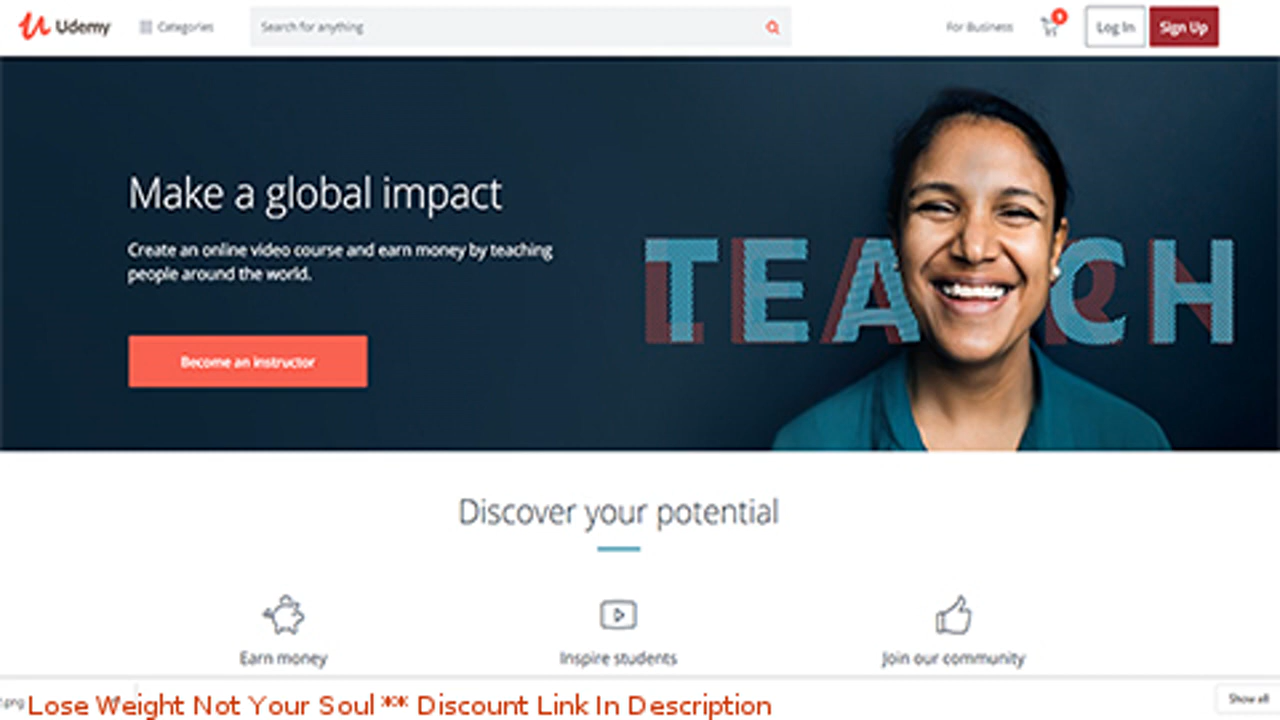 Udemy
Categories
Search for anything
For Business
Log In
Sign Up
Make a global impact
Create an online video course and earn money by teaching
people around the world.
TEACH
Become an instructor
Discover your potential
Earn money
Inspire students
Join our community
.png
Lose Weight Not Your Soul ** Discount Link In Description
Show all